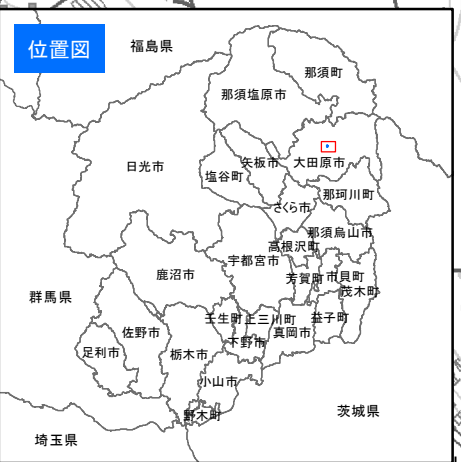 位置図
福島県
那須町
那須塩原市
日光市
矢板市
大田原市
塩谷町
那珂川町
さくら市
那須烏山市
高根沢町
宇都宮市
鹿沼市
芳賀町
市貝町
茂木町
群馬県
壬生町
上三川町
益子町
佐野市
真岡市
下野市
足利市
栃木市
小山市
野木町
茨城県
埼玉県